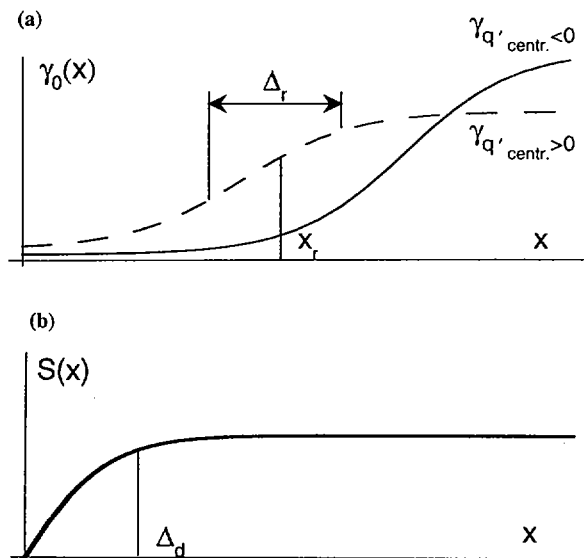 (a)
γq'centr.<0
γ0(x)
Δr
γq'centr.>0
xr
x
(b)
S(x)
Δd
x